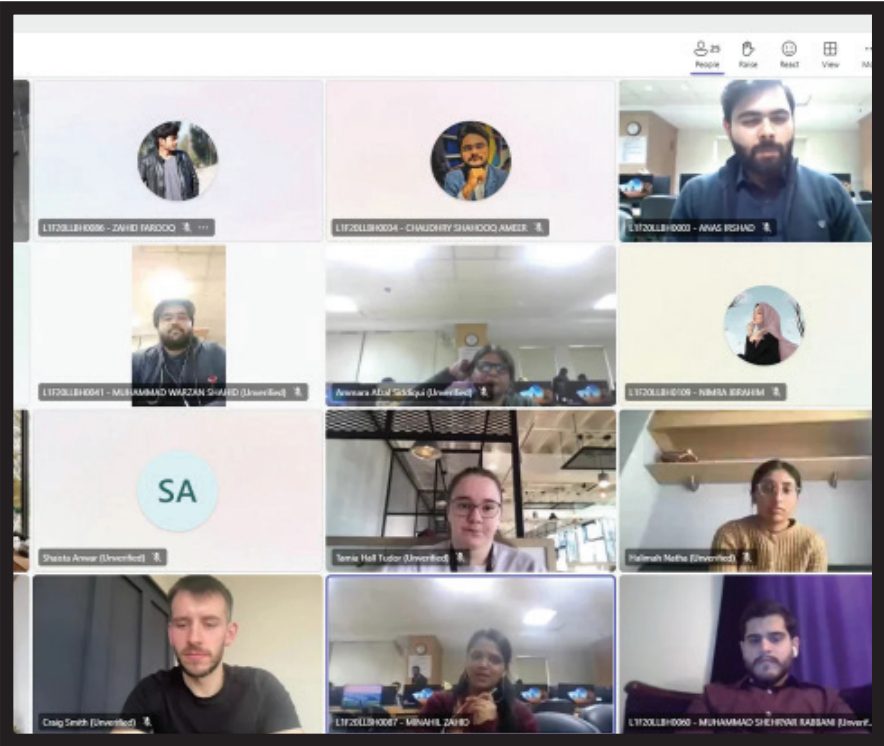 25
People
Raise
React
View
L1F20LLBH0086 - ZAHID FAROOQ
L1F20LLBH0034 - CHAUDHRY SHAHOOQ AMEER
L1F20LLBH0003 - ANAS IRSHAD
L1F20LLBH0041 - MUHAMMAD WARZAN SHAHID (Unverified)
Ammara Afzal Siddiqui (Unverified)
L1F20LLBH0109 - NIMRA IBRAHIM
SA
Shaista Anwar (Unverified)
Tamia Hall Tudor (Unverified)
Halimah Natha (Unverified)
Craig Smith (Unverified)
L1F20LLBH0087 - MINAHIL ZAHID
L1F20LLBH0060 - MUHAMMAD SHEHRYAR RABBANI